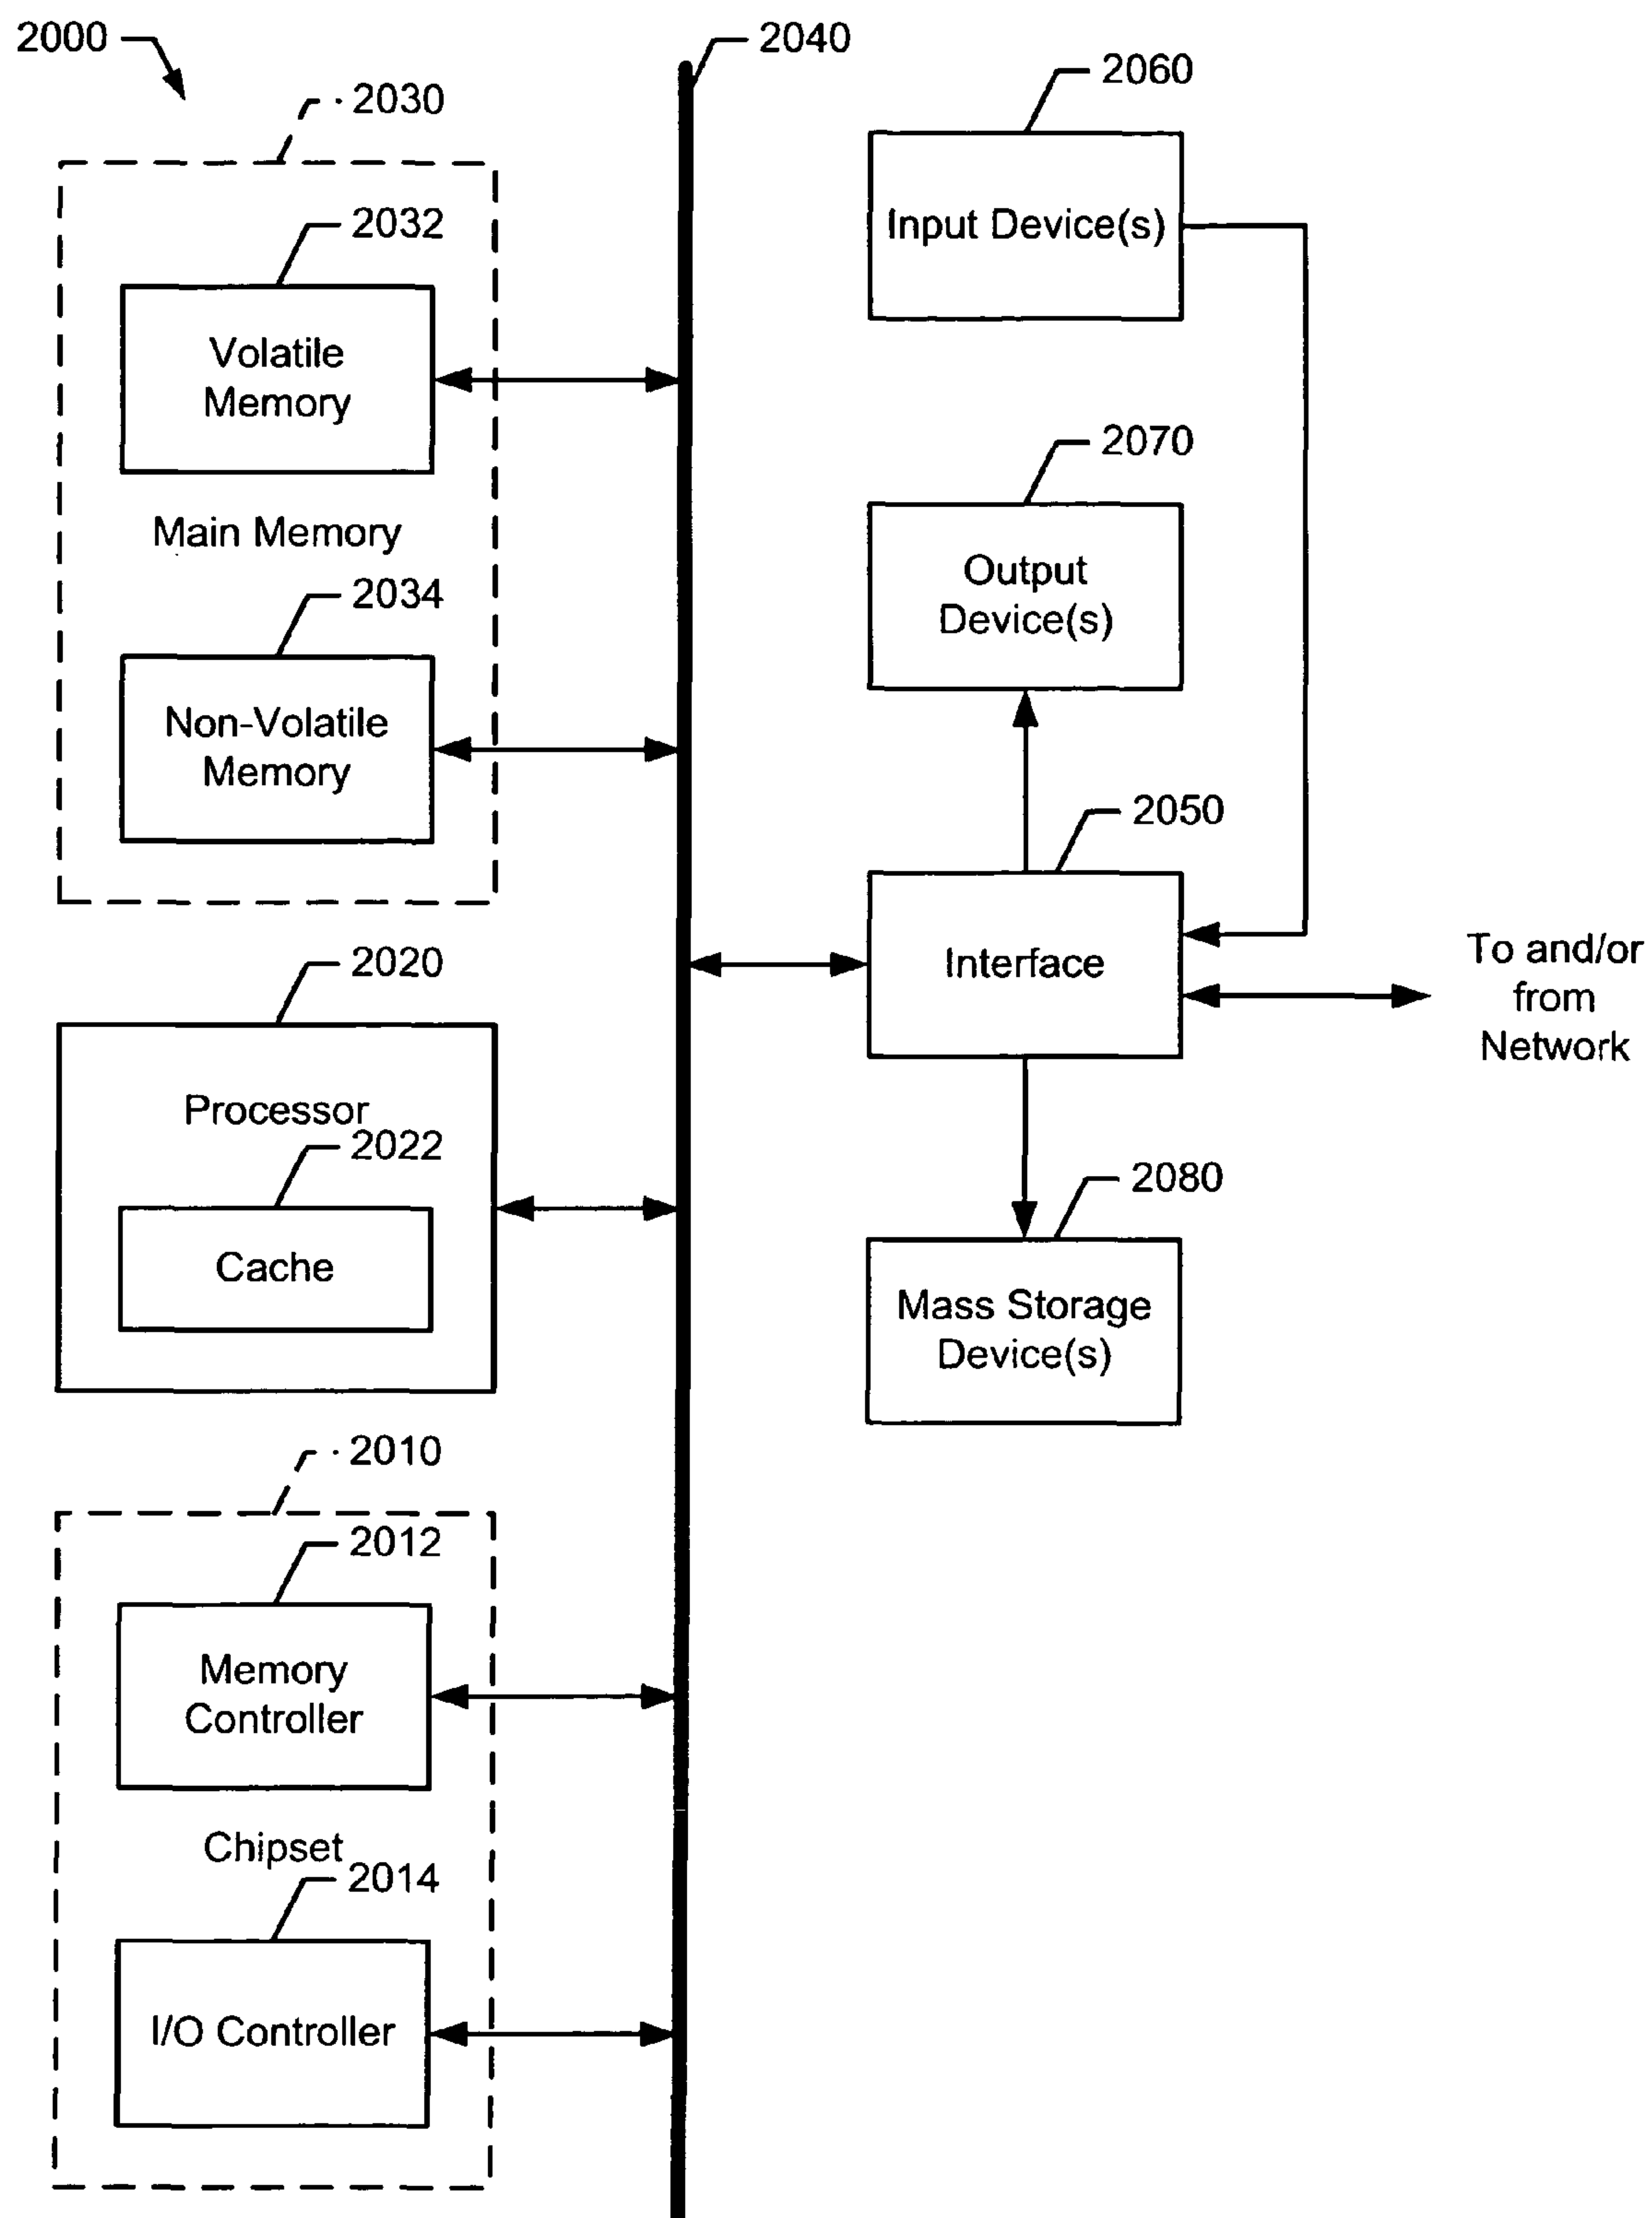 2000
2040
2060
2030
2032
Input Device(s)
Volatile
Memory
2070
Main Memory
Output
Device(s)
2034
Non-Volatile
Memory
2050
2020
Interface
To and/or
from
Network
Processor
2022
2080
Cache
Mass Storage
Device(s)
2010
2012
Memory
Controller
Chipset
2014
I/O Controller